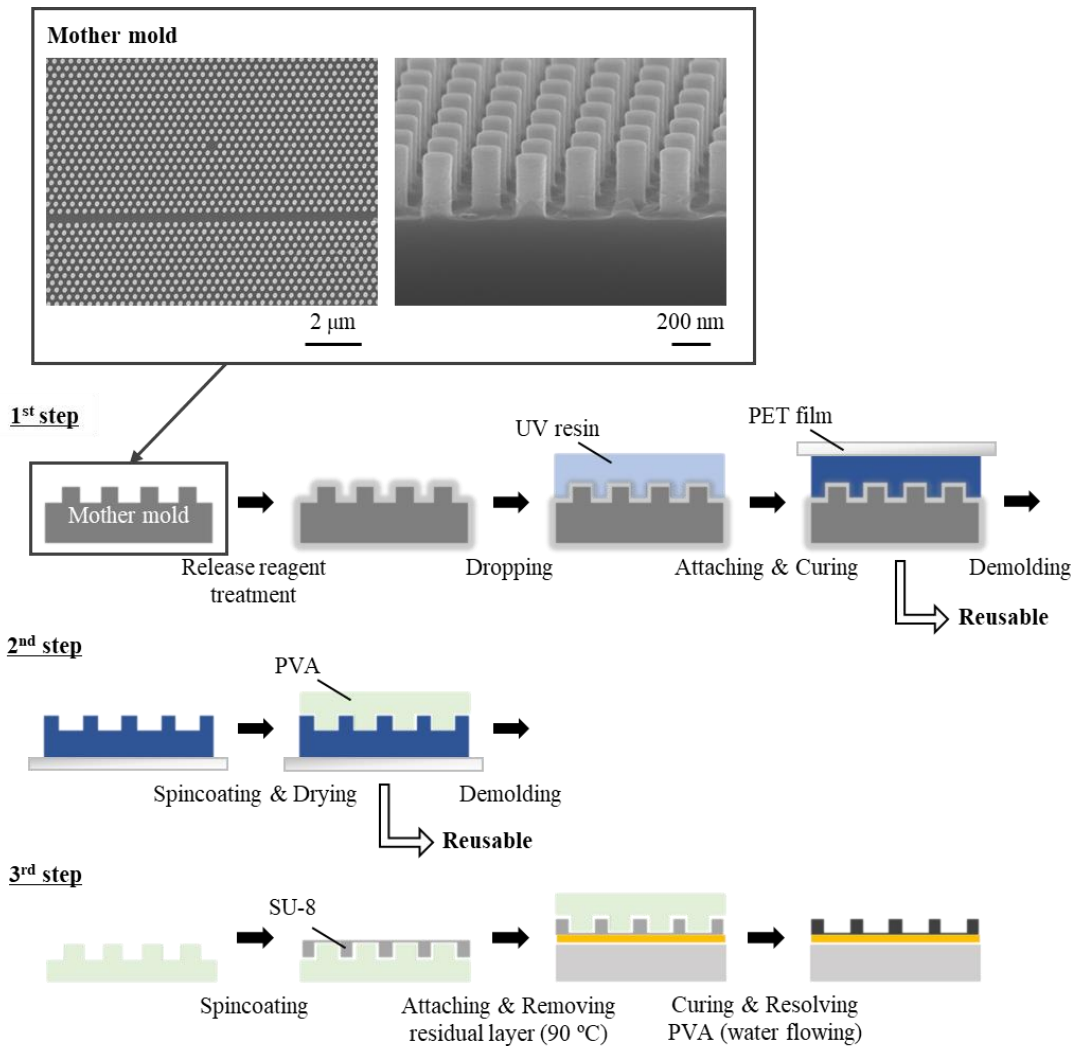 Mother mold
2 μm
200 nm
1st step
UV resin
PET film
Mother mold
Release reagent
treatment
Dropping
Attaching & Curing
Demolding
Reusable
2nd step
PVA
Spincoating & Drying
Demolding
Reusable
3rd step
SU-8
Spincoating
Attaching & Removing
residual layer (90 ºC)
Curing & Resolving
PVA (water flowing)